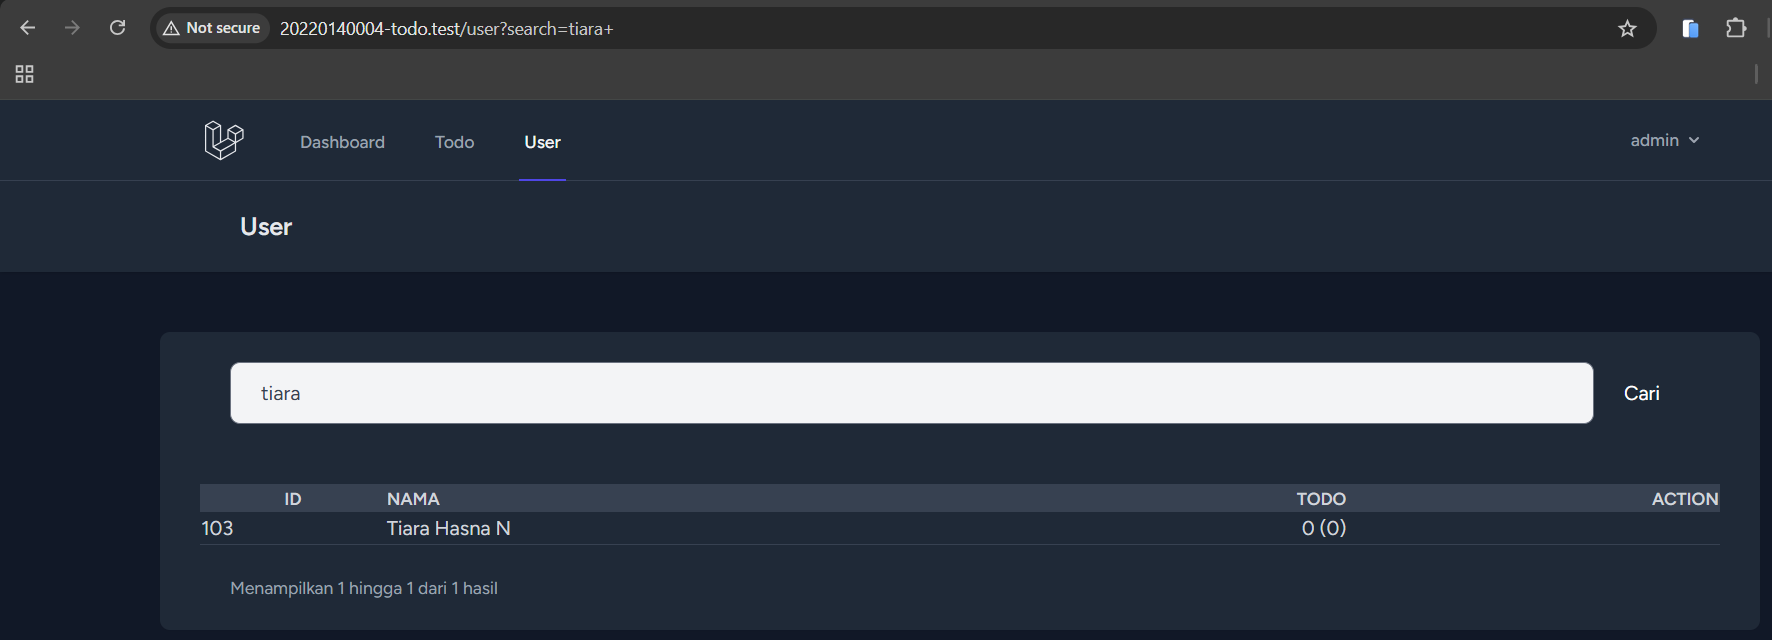 Not secure 20220140004-todo.test/user?search=tiara+
Dashboard Todo User admin
User
tiara Cari
ID NAMA TODO ACTION
103 Tiara Hasna N 0 (0)
Menampilkan 1 hingga 1 dari 1 hasil